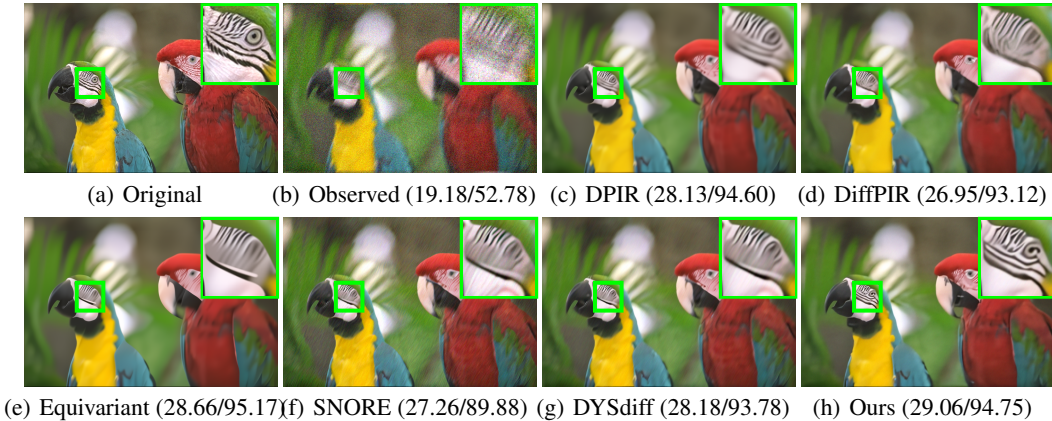 (a) Original
(b) Observed (19.18/52.78)
(c) DPIR (28.13/94.60)
(d) DiffPIR (26.95/93.12)
(e) Equivariant (28.66/95.17)
(f) SNORE (27.26/89.88)
(g) DYSdiff (28.18/93.78)
(h) Ours (29.06/94.75)